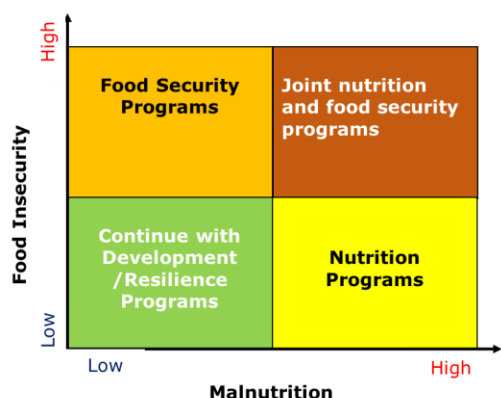 High
Food Insecurity
Low
Food Security
Programs
Joint nutrition
and food security
programs
Continue with
Development
/Resilience
Programs
Nutrition
Programs
Low
High
Malnutrition